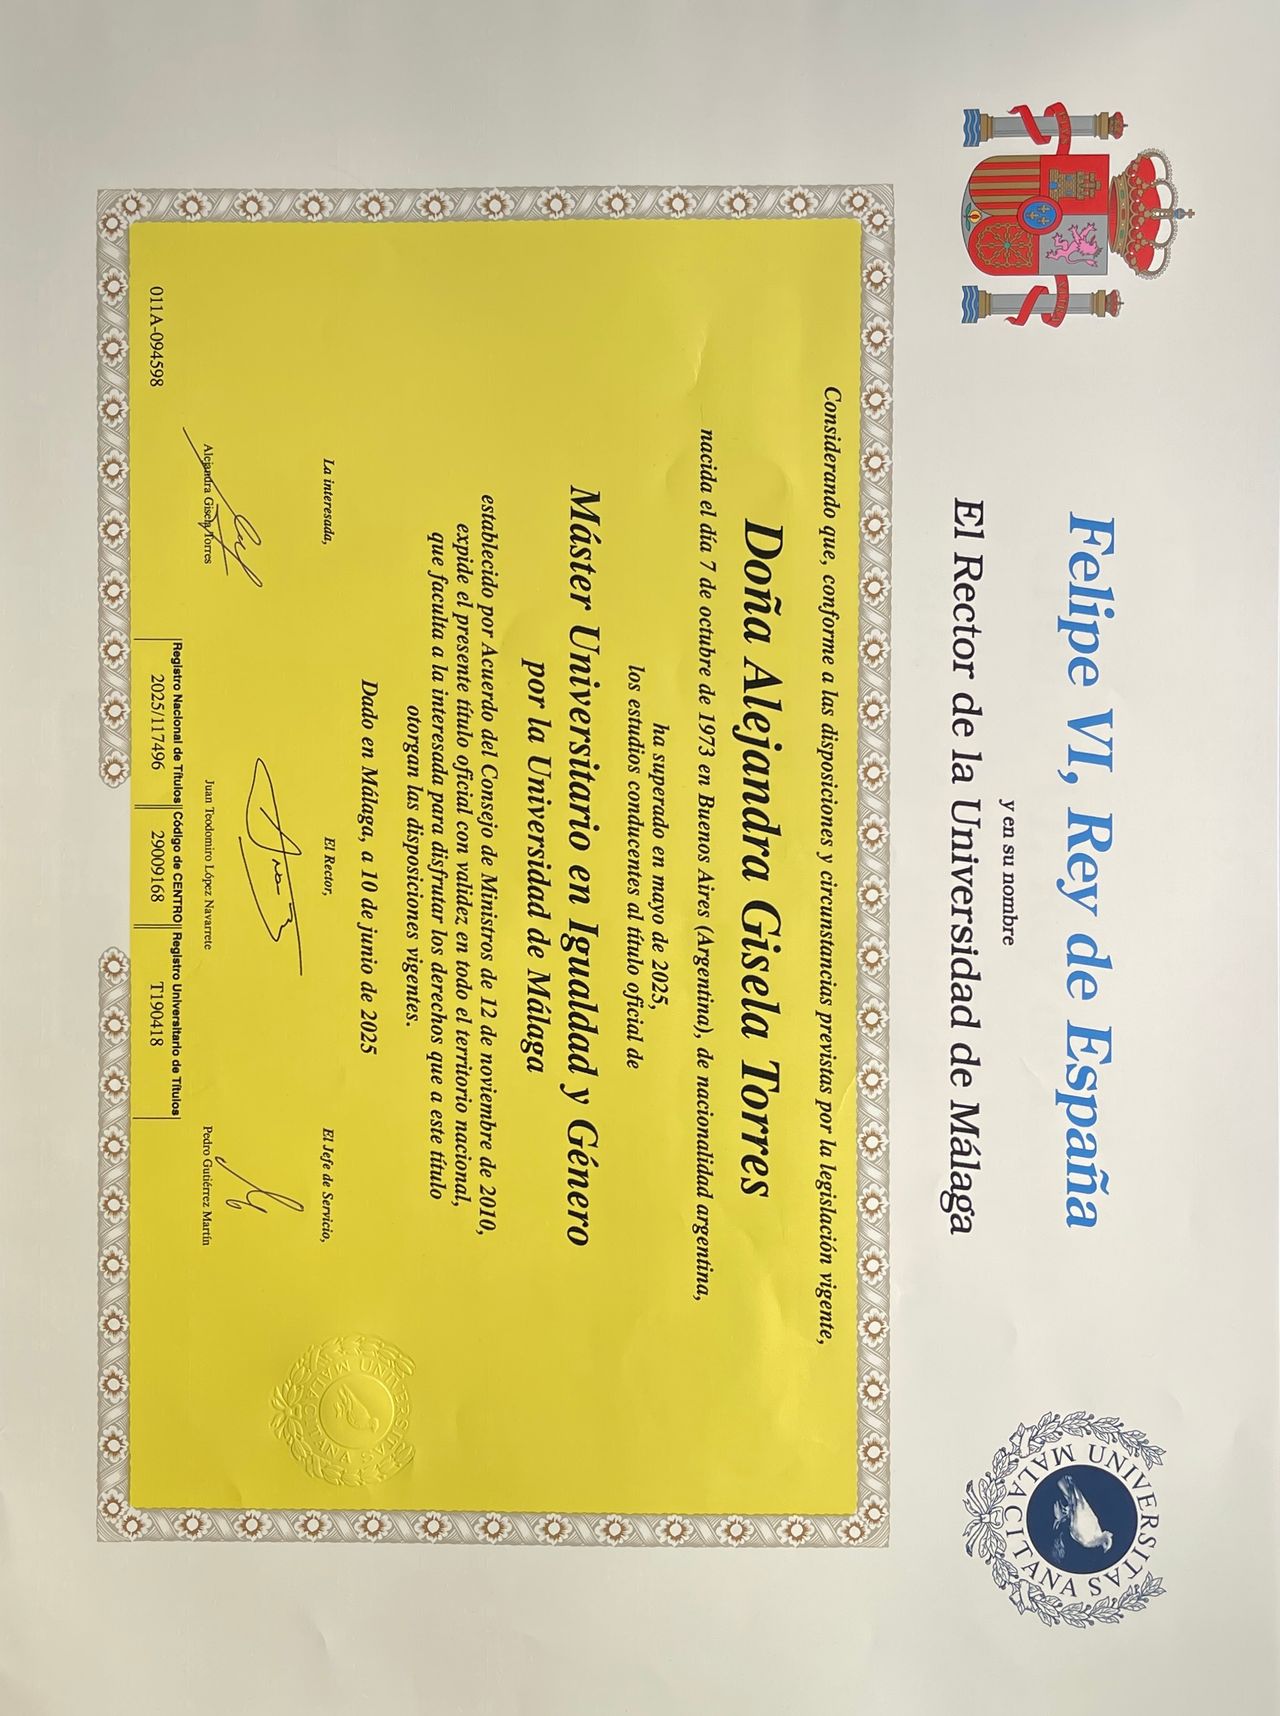 Felipe VI, Rey de España
y en su nombre
El Rector de la Universidad de Málaga
UNIVERSITAS MALACITANA
Considerando que, conforme a las disposiciones y circunstancias previstas por la legislación vigente,
Doña Alejandra Gisela Torres
nacida el día 7 de octubre de 1973 en Buenos Aires (Argentina), de nacionalidad argentina,
ha superado en mayo de 2025,
los estudios conducentes al título oficial de
Máster Universitario en Igualdad y Género
por la Universidad de Málaga
establecido por Acuerdo del Consejo de Ministros de 12 de noviembre de 2010,
expide el presente título oficial con validez en todo el territorio nacional,
que faculta a la interesada para disfrutar los derechos que a este título
otorgan las disposiciones vigentes.
Dado en Málaga, a 10 de junio de 2025
La interesada,
El Rector,
El Jefe de Servicio,
Alejandra Gisela Torres
Juan Teodomiro López Navarrete
Pedro Gutiérrez Martín
UNIVERSITAS MALACITANA
011A-094598
Registro Nacional de Títulos
Código de CENTRO
Registro Universitario de Títulos
2025/117496
29009168
T190418